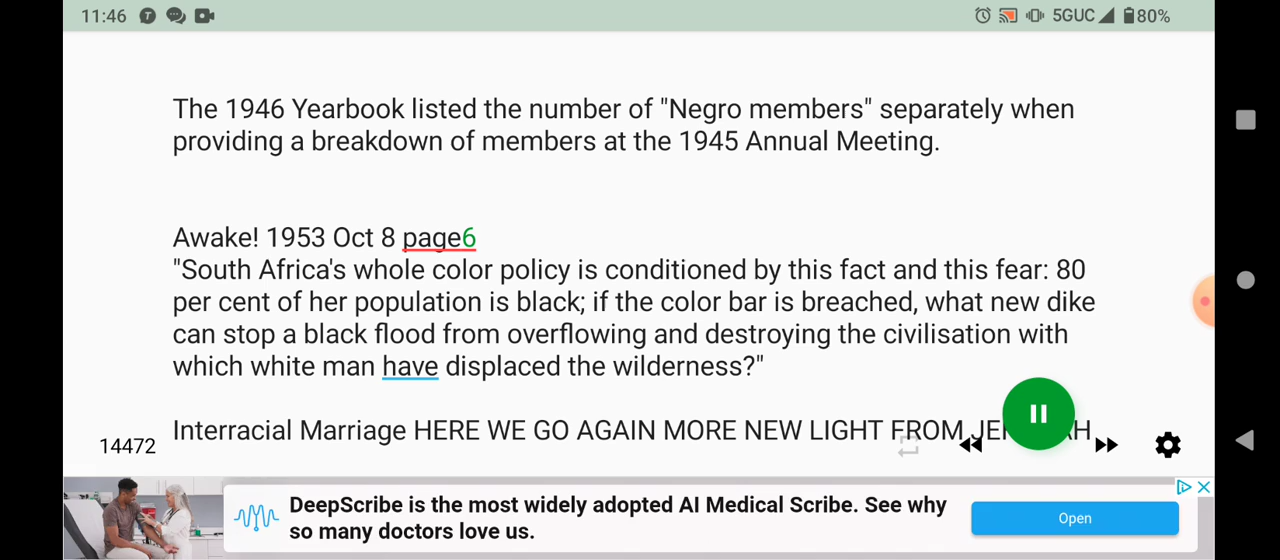 11:46
5GUC
80%
The 1946 Yearbook listed the number of "Negro members" separately when
providing a breakdown of members at the 1945 Annual Meeting.
Awake! 1953 Oct 8 page6
"South Africa's whole color policy is conditioned by this fact and this fear: 80
per cent of her population is black; if the color bar is breached, what new dike
can stop a black flood from overflowing and destroying the civilisation with
which white man have displaced the wilderness?"
Interracial Marriage HERE WE GO AGAIN MORE NEW LIGHT FROM
14472
DeepScribe is the most widely adopted AI Medical Scribe. See why
so many doctors love us.
Open